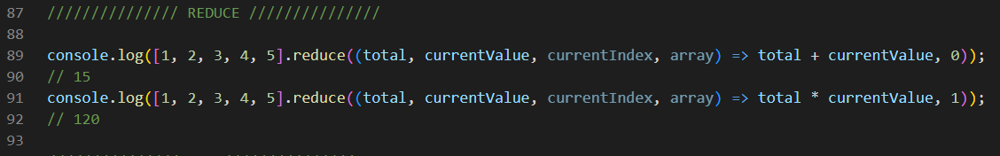 87 /////////////// REDUCE ///////////////
88
89 console.log([1, 2, 3, 4, 5].reduce((total, currentValue, currentIndex, array) => total + currentValue, 0));
90 // 15
91 console.log([1, 2, 3, 4, 5].reduce((total, currentValue, currentIndex, array) => total * currentValue, 1));
92 // 120
93